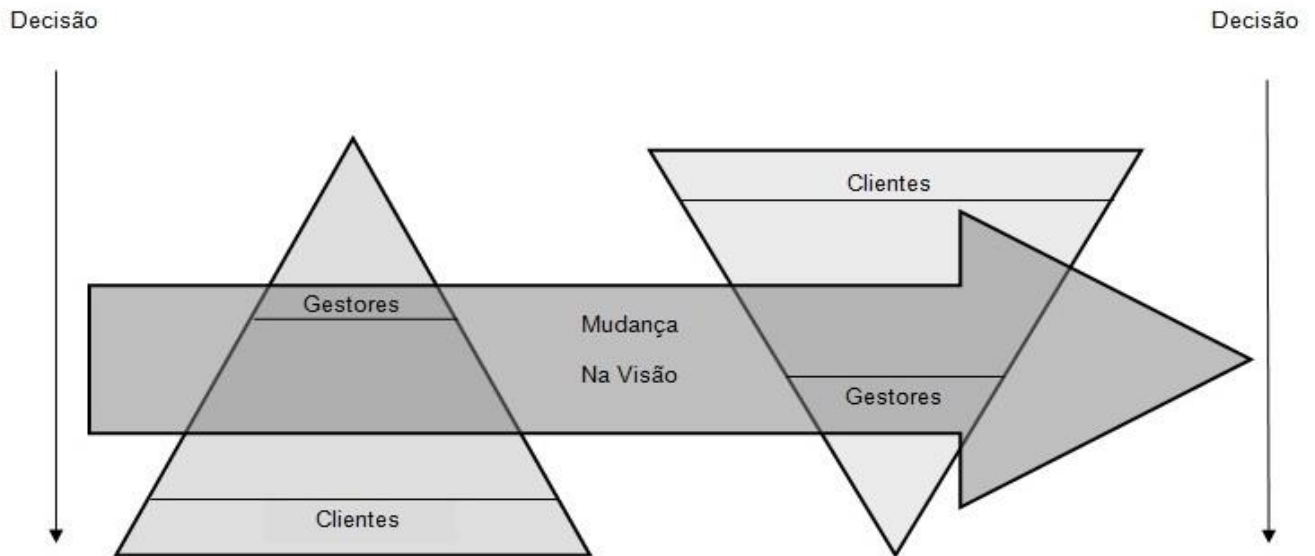 Decisão
Decisão
Clientes
Gestores
Mudança
Na Visão
Gestores
Clientes